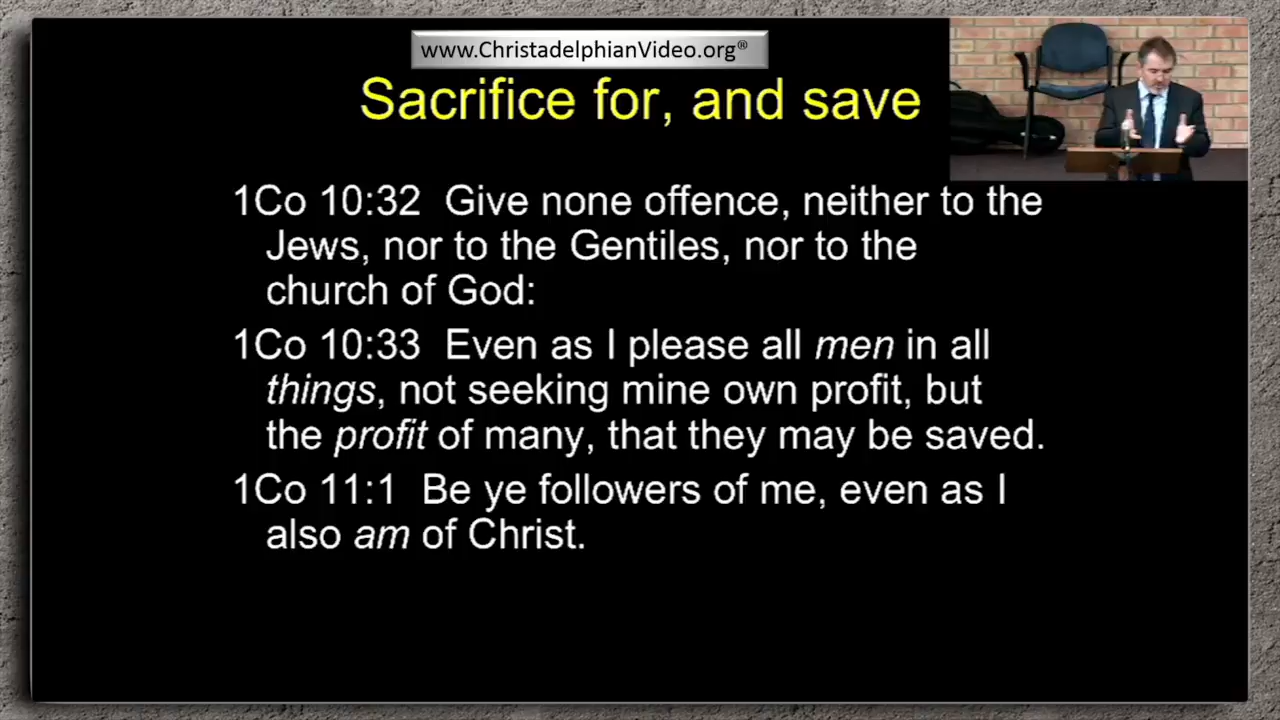 www.ChristadelphianVideo.org®
Sacrifice for, and save
1Co 10:32 Give none offence, neither to the
Jews, nor to the Gentiles, nor to the
church of God:
1Co 10:33 Even as I please all men in all
things, not seeking mine own profit, but
the profit of many, that they may be saved.
1Co 11:1 Be ye followers of me, even as I
also am of Christ.